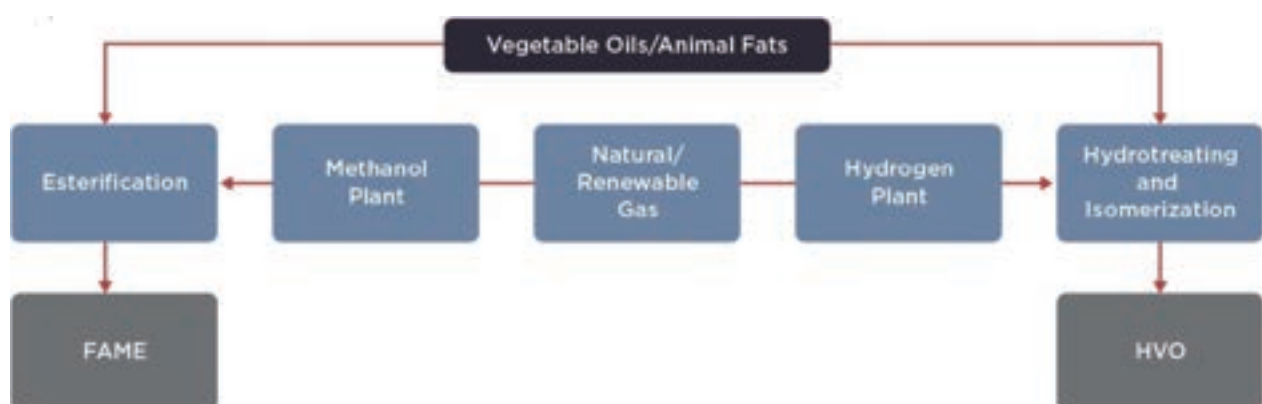 Vegetable Oils/Animal Fats
Esterification
Methanol
Plant
Natural/
Renewable
Gas
Hydrogen
Plant
Hydrotreating
and
Isomerization
FAME
HVO